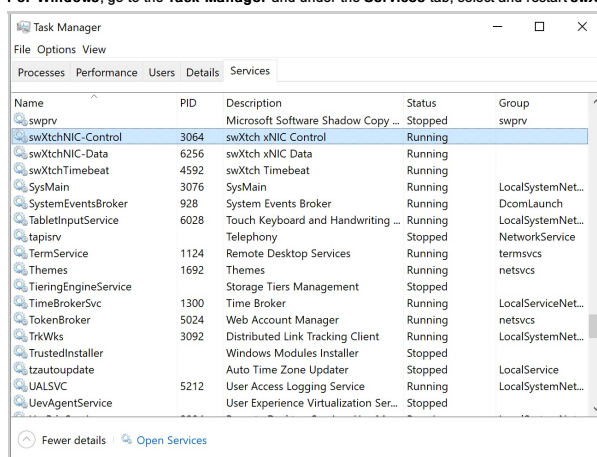 For Windows, go to the Task Manager and under the Services tab, select and restart swX
Task Manager
File Options View
Processes Performance Users Details Services
Name PID Description Status Group
swprv Microsoft Software Shadow Copy ... Stopped swprv
swXtchNIC-Control 3064 swXtch xNIC Control Running
swXtchNIC-Data 6256 swXtch xNIC Data Running
swXtchTimebeat 4592 swXtch Timebeat Running
SysMain 3076 SysMain Running LocalSystemNet...
SystemEventsBroker 928 System Events Broker Running DcomLaunch
TabletInputService 6028 Touch Keyboard and Handwriting ... Running LocalSystemNet...
tapisrv Telephony Stopped NetworkService
TermService 1124 Remote Desktop Services Running termsvcs
Themes 1692 Themes Running netsvcs
TieringEngineService Storage Tiers Management Stopped
TimeBrokerSvc 1300 Time Broker Running LocalServiceNet...
TokenBroker 5024 Web Account Manager Running netsvcs
TrkWks 3092 Distributed Link Tracking Client Running LocalSystemNet...
TrustedInstaller Windows Modules Installer Stopped
tzautoupdate Auto Time Zone Updater Stopped LocalService
UALSVC 5212 User Access Logging Service Running LocalSystemNet...
UevAgentService User Experience Virtualization Ser... Stopped
Fewer details Open Services